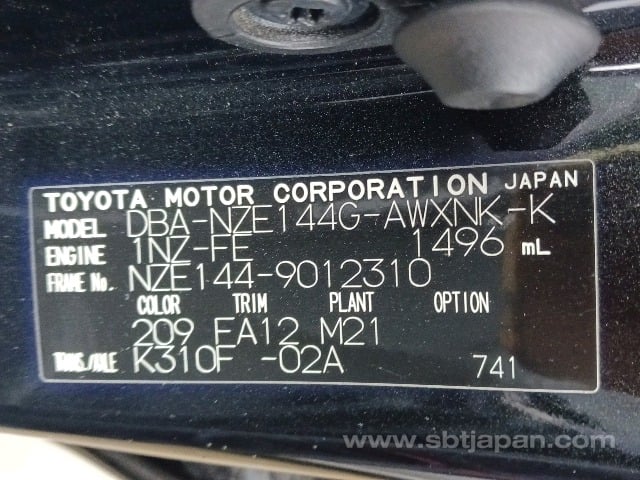 TOYOTA MOTOR CORPORATION JAPAN
MODEL DBA-NZE144G-AWXNK-K
ENGINE 1NZ-FE 1496 mL
FRAME No. NZE144-9012310
COLOR TRIM PLANT OPTION
209 FA12 M21
TRANS./AXLE K310F -02A 741
www.sbtjapan.com